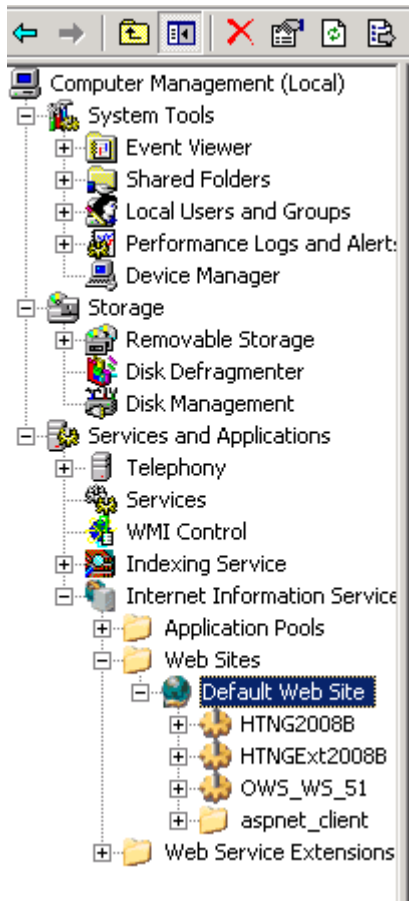 Computer Management (Local)
System Tools
Event Viewer
Shared Folders
Local Users and Groups
Performance Logs and Alert:
Device Manager
Storage
Removable Storage
Disk Defragmenter
Disk Management
Services and Applications
Telephony
Services
WMI Control
Indexing Service
Internet Information Service
Application Pools
Web Sites
Default Web Site
HTNG2008B
HTNGExt2008B
OWS_WS_51
aspnet_client
Web Service Extensions